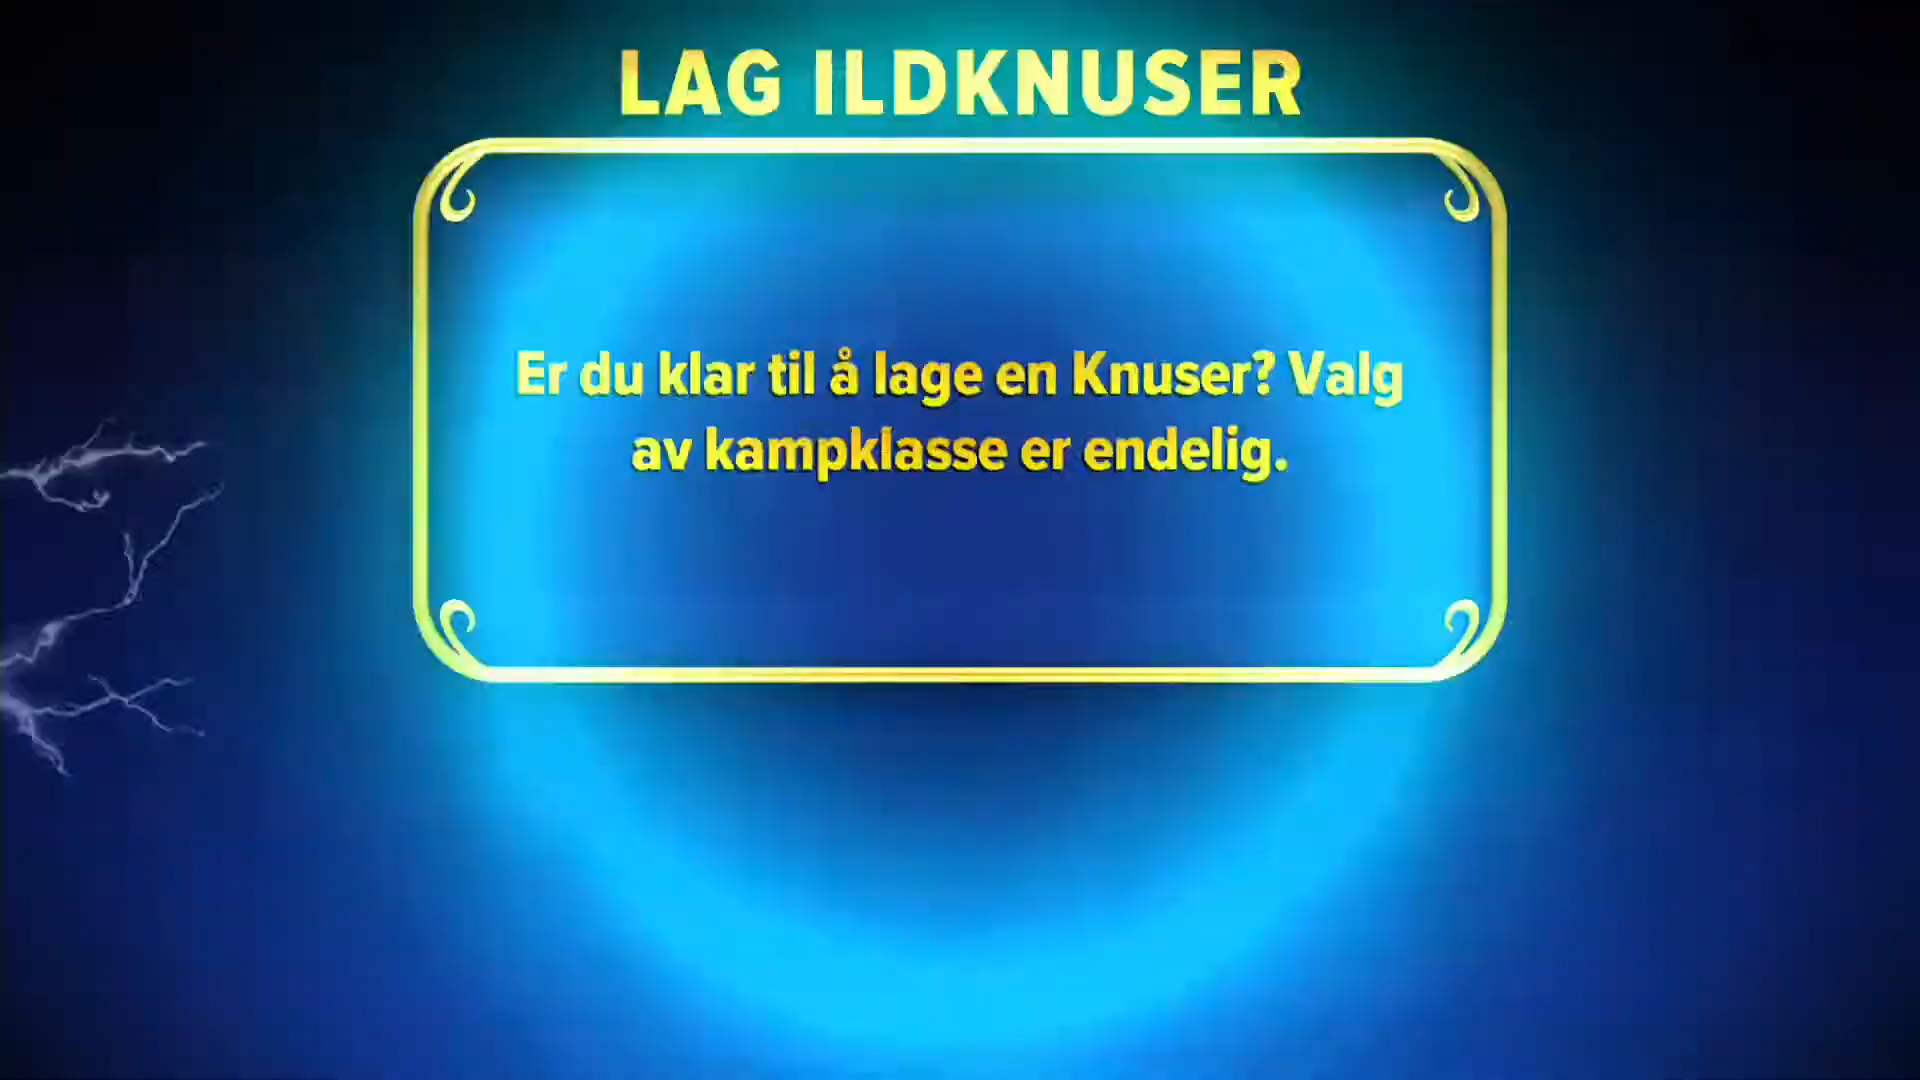 LAG ILDKNUSER
Er du klar til å lage en Knuser? Valg
av kampklasse er endelig.